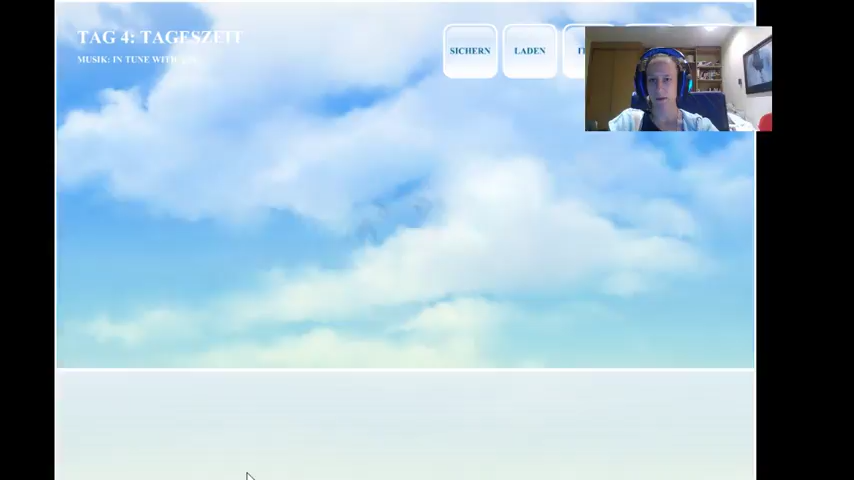 TAG 4: TAGESZEIT
MUSIK: IN TUNE WITH
SICHERN
LADEN